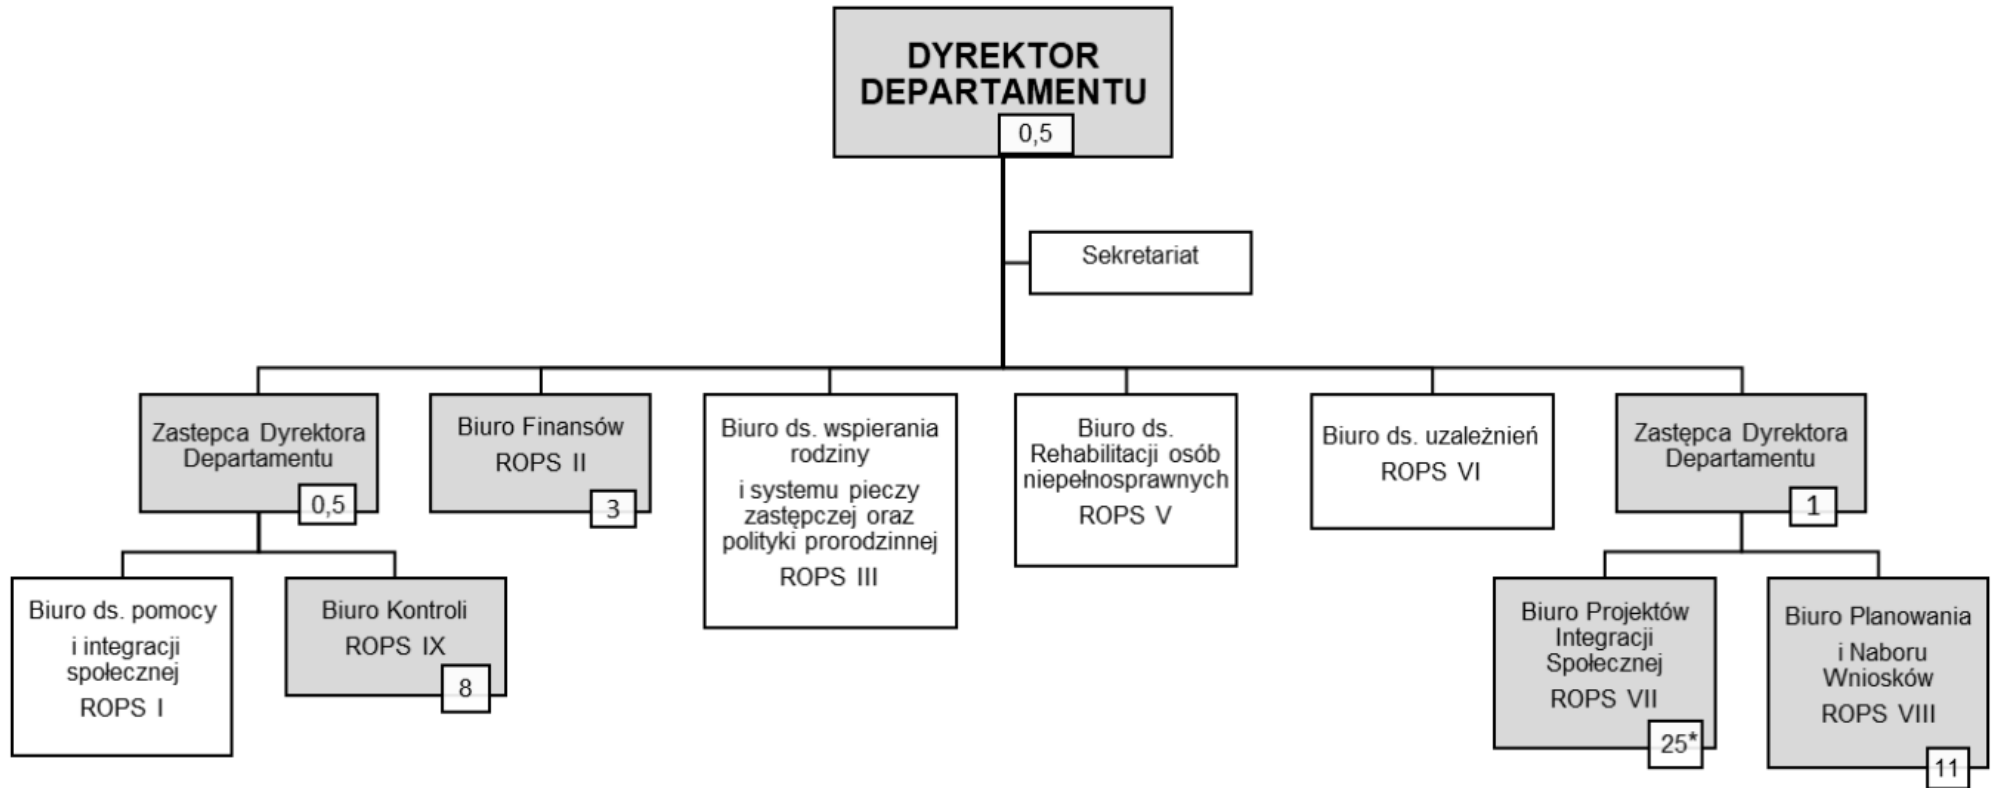 DYREKTOR
DEPARTAMENTU
0,5
Sekretariat
Zastepca Dyrektora
Departamentu
0,5
Biuro Finansów
ROPS II
3
Biuro ds. wspierania
rodziny
i systemu pieczy
zastępczej oraz
polityki prorodzinnej
ROPS III
Biuro ds.
Rehabilitacji osób
niepełnosprawnych
ROPS V
Biuro ds. uzależnień
ROPS VI
Zastępca Dyrektora
Departamentu
1
Biuro ds. pomocy
i integracji
społecznej
ROPS I
Biuro Kontroli
ROPS IX
8
Biuro Projektów
Integracji
Społecznej
ROPS VII
25*
Biuro Planowania
i Naboru
Wniosków
ROPS VIII
11